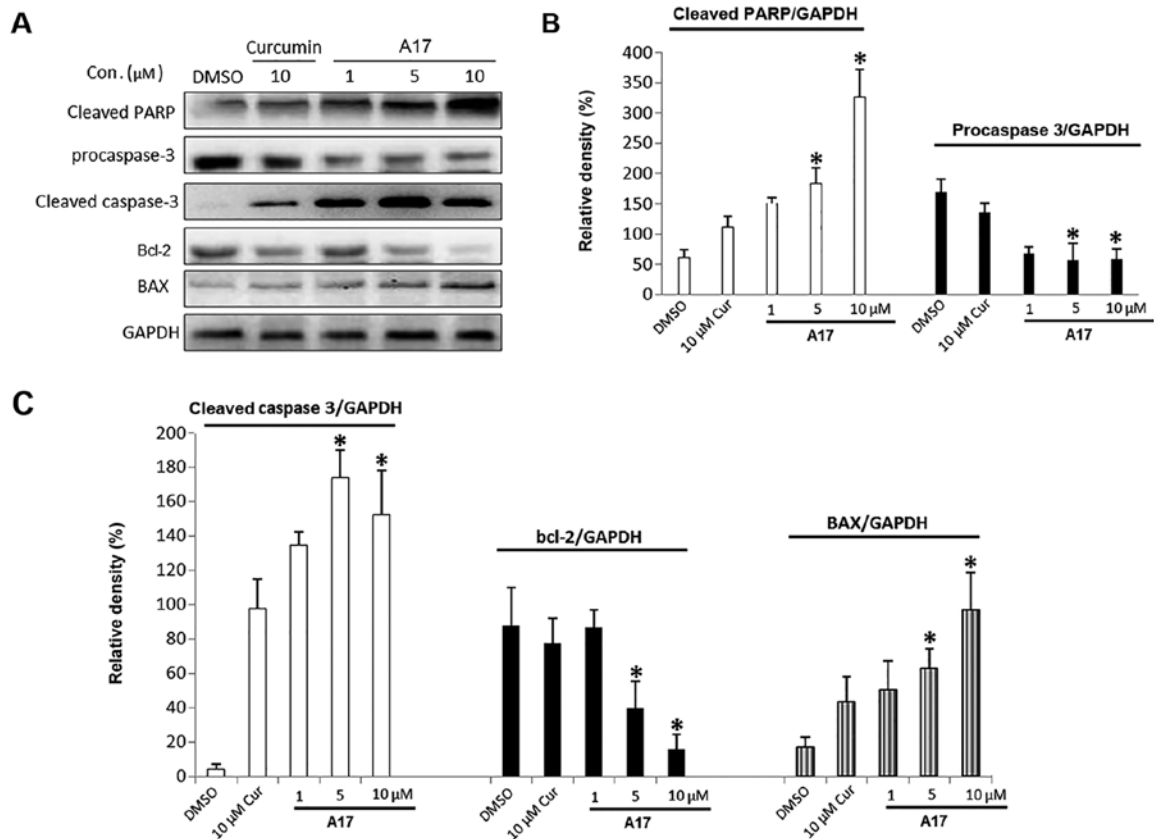 A
Curcumin A17
Con.(µM) DMSO 10 1 5 10
Cleaved PARP
procaspase-3
Cleaved caspase-3
Bcl-2
BAX
GAPDH
B
Cleaved PARP/GAPDH
Procaspase 3/GAPDH
Relative density (%)
400
350
300
250
200
150
100
50
0
* *
* *
DMSO 10 µM Cur 1 5 10 µM DMSO 10 µM Cur 1 5 10 µM
A17 A17
C
Cleaved caspase 3/GAPDH
bcl-2/GAPDH
BAX/GAPDH
Relative density (%)
200
180
160
140
120
100
80
60
40
20
0
* *
* *
* *
DMSO 10 µM Cur 1 5 10 µM DMSO 10 µM Cur 1 5 10 µM DMSO 10 µM Cur 1 5 10 µM
A17 A17 A17